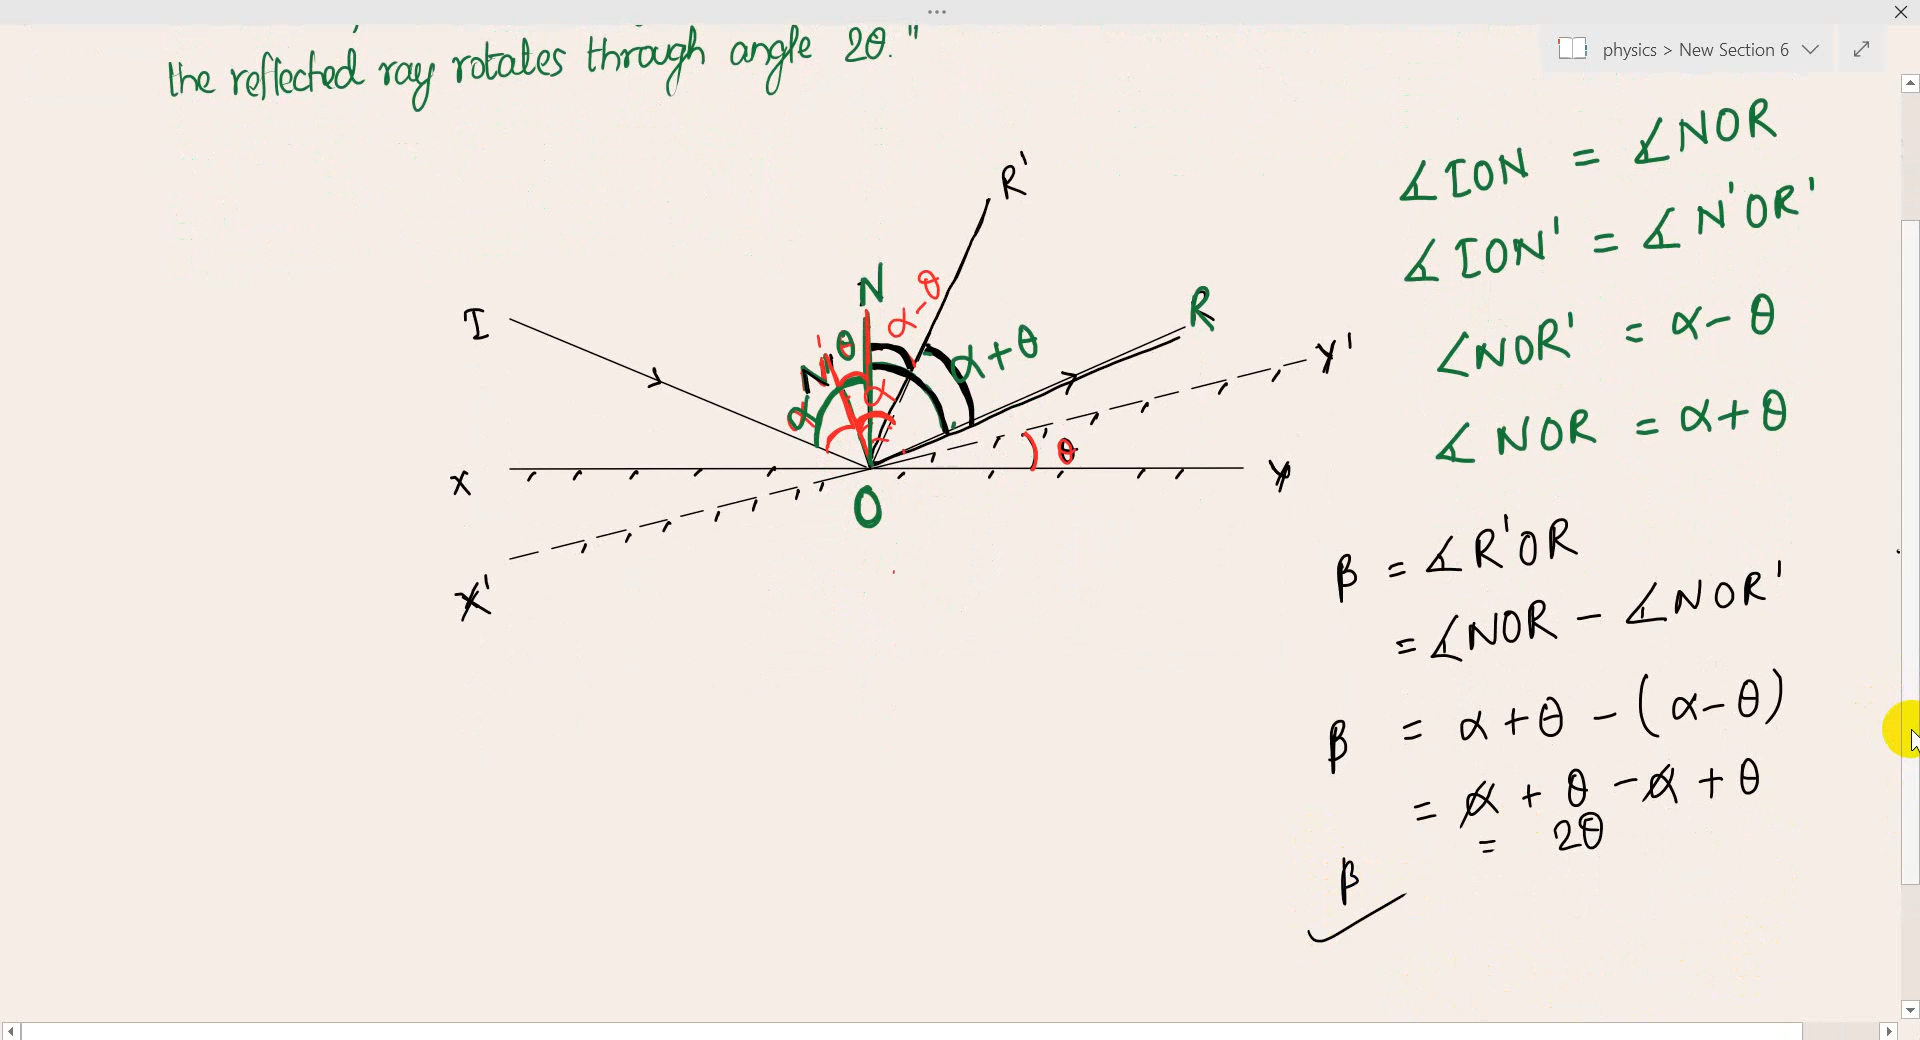 physics > New Section 6
the reflected ray rotates through angle 2θ."
R'
N
α-θ
I
R
N'
θ
α+θ
Y'
α
α
θ
X
Y
O
X'
∡ION = ∡NOR
∡ION' = ∡N'OR'
∠NOR' = α-θ
∡NOR = α+θ
β = ∡R'OR
= ∡NOR - ∡NOR'
β = α+θ-(α-θ)
= α + θ - α + θ
= 2θ
β